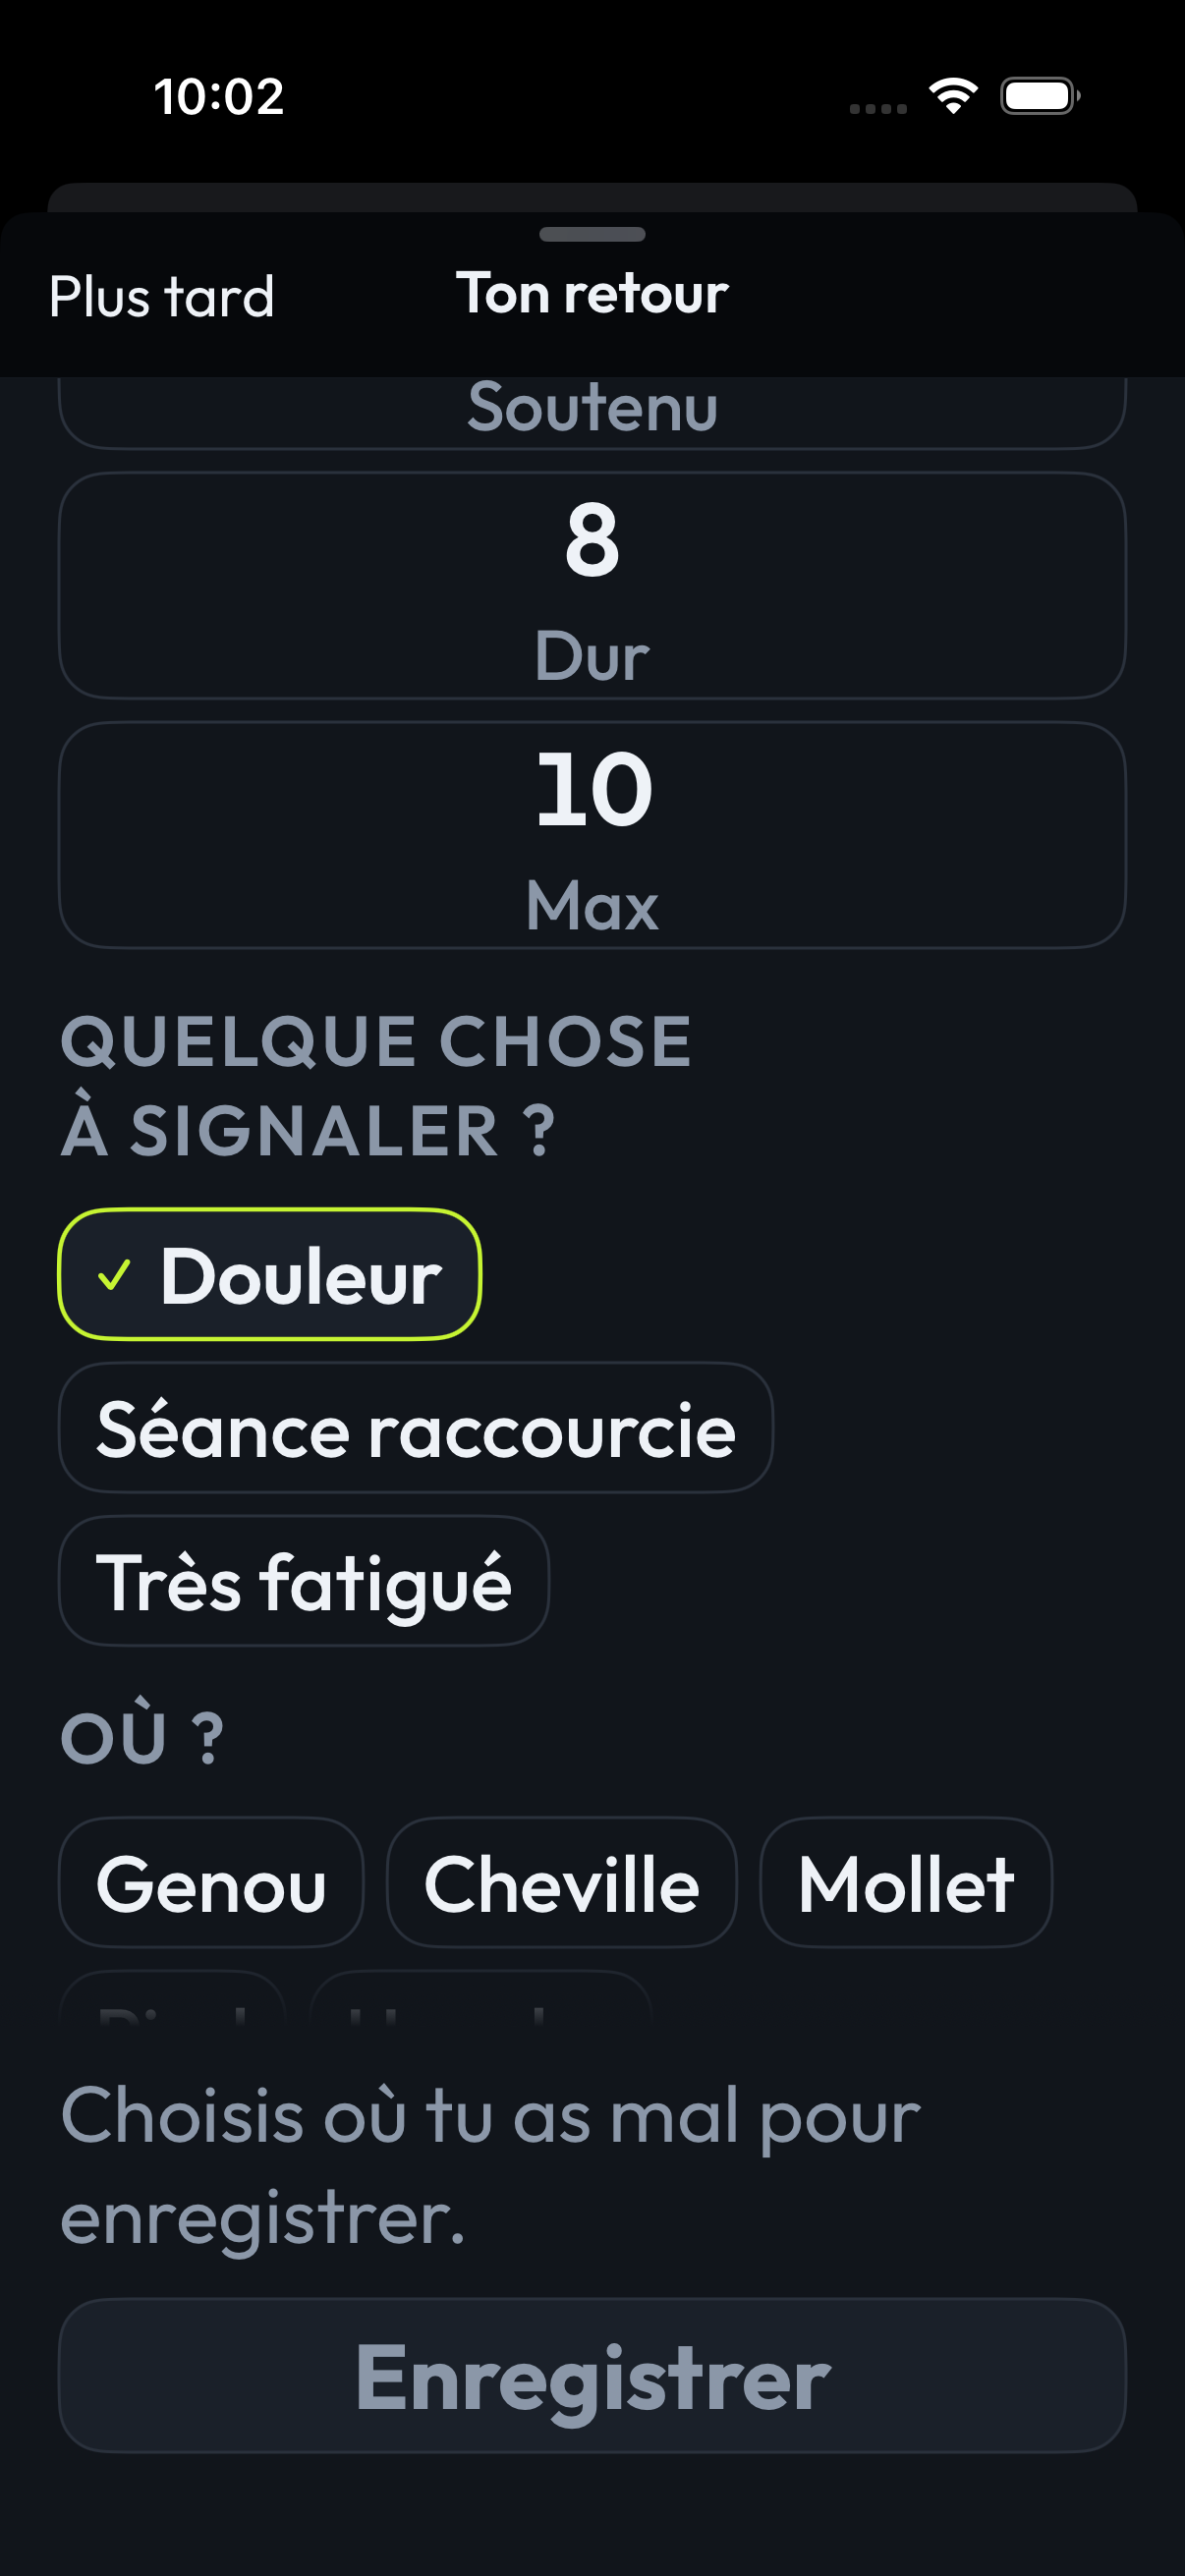 10:02
Plus tard
Ton retour
Soutenu
8
Dur
10
Max
QUELQUE CHOSE
À SIGNALER ?
✓ Douleur
Séance raccourcie
Très fatigué
OÙ ?
Genou Cheville Mollet
Choisis où tu as mal pour
enregistrer.
Enregistrer